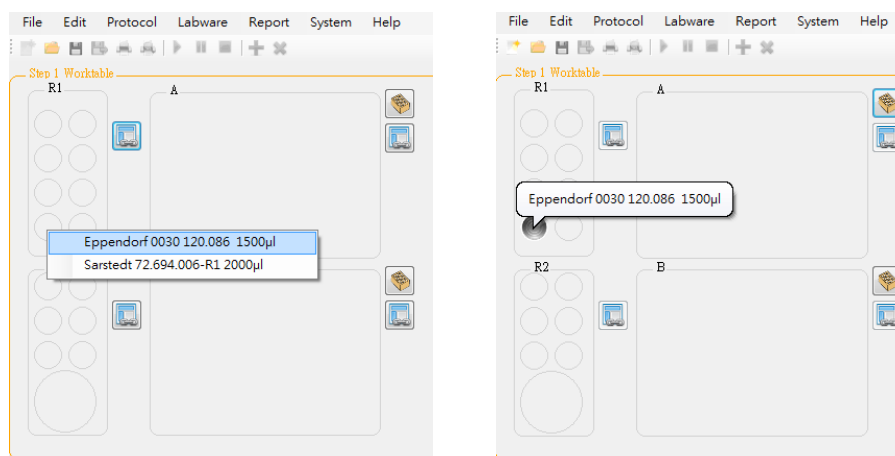 File Edit Protocol Labware Report System Help
Step 1 Worktable
R1
A
Eppendorf 0030 120.086 1500µl
Sarstedt 72.694.006-R1 2000µl
File Edit Protocol Labware Report System Help
Step 1 Worktable
R1
A
Eppendorf 0030 120.086 1500µl
R2
B